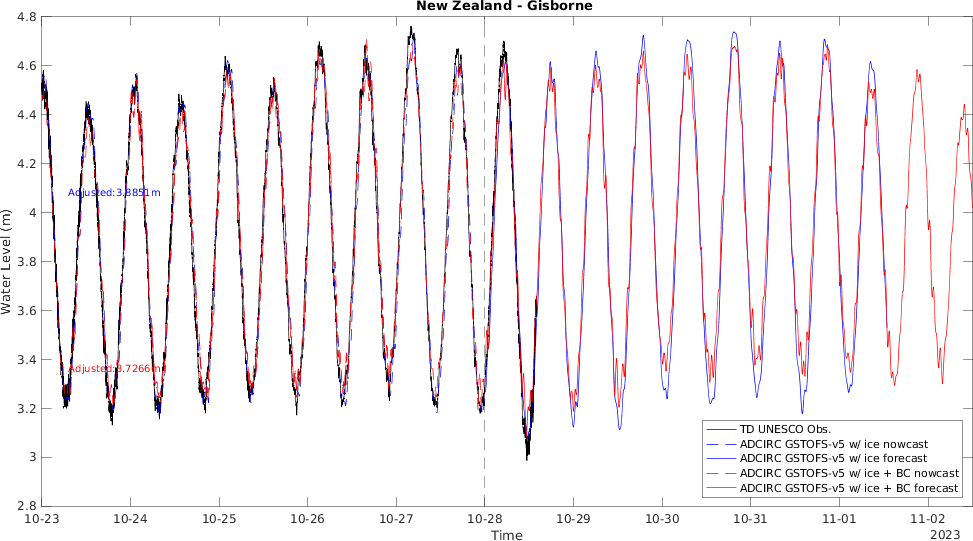 New Zealand - Gisborne
4.8
4.6
4.4
4.2
4
3.8
3.6
3.4
3.2
3
2.8
Water Level (m)
Adjusted:3.8851m
Adjusted:3.7266m
TD UNESCO Obs.
ADCIRC GSTOFS-v5 w/ ice nowcast
ADCIRC GSTOFS-v5 w/ ice forecast
ADCIRC GSTOFS-v5 w/ ice + BC nowcast
ADCIRC GSTOFS-v5 w/ ice + BC forecast
10-23 10-24 10-25 10-26 10-27 10-28 10-29 10-30 10-31 11-01 11-02
Time
2023